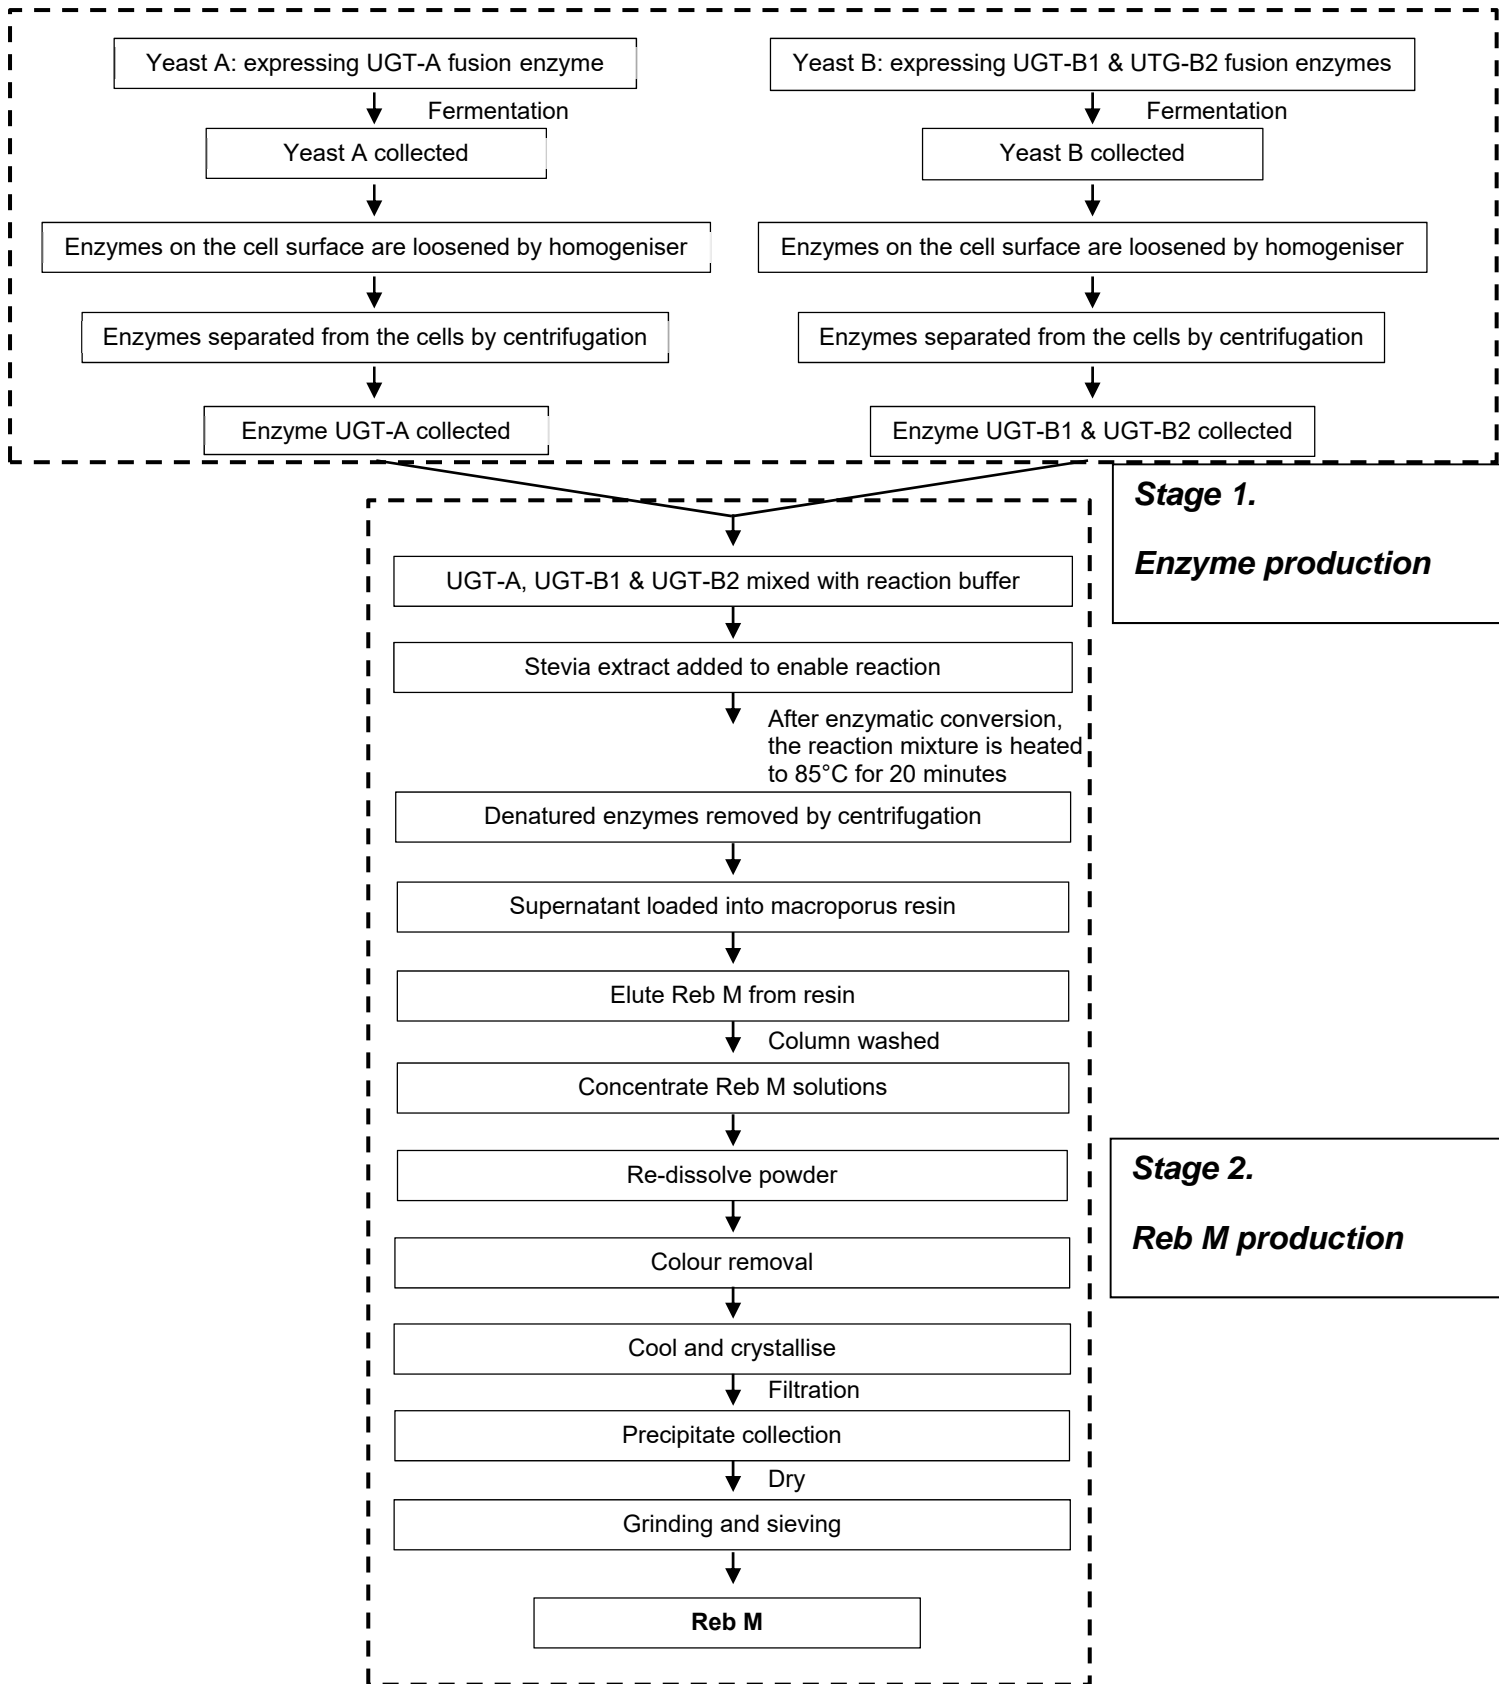 Yeast A: expressing UGT-A fusion enzyme
Fermentation
Yeast A collected
Enzymes on the cell surface are loosened by homogeniser
Enzymes separated from the cells by centrifugation
Enzyme UGT-A collected
Yeast B: expressing UGT-B1 & UTG-B2 fusion enzymes
Fermentation
Yeast B collected
Enzymes on the cell surface are loosened by homogeniser
Enzymes separated from the cells by centrifugation
Enzyme UGT-B1 & UGT-B2 collected
Stage 1.
Enzyme production
UGT-A, UGT-B1 & UGT-B2 mixed with reaction buffer
Stevia extract added to enable reaction
After enzymatic conversion,
the reaction mixture is heated
to 85°C for 20 minutes
Denatured enzymes removed by centrifugation
Supernatant loaded into macroporus resin
Elute Reb M from resin
Column washed
Concentrate Reb M solutions
Re-dissolve powder
Colour removal
Cool and crystallise
Filtration
Precipitate collection
Dry
Grinding and sieving
Reb M
Stage 2.
Reb M production